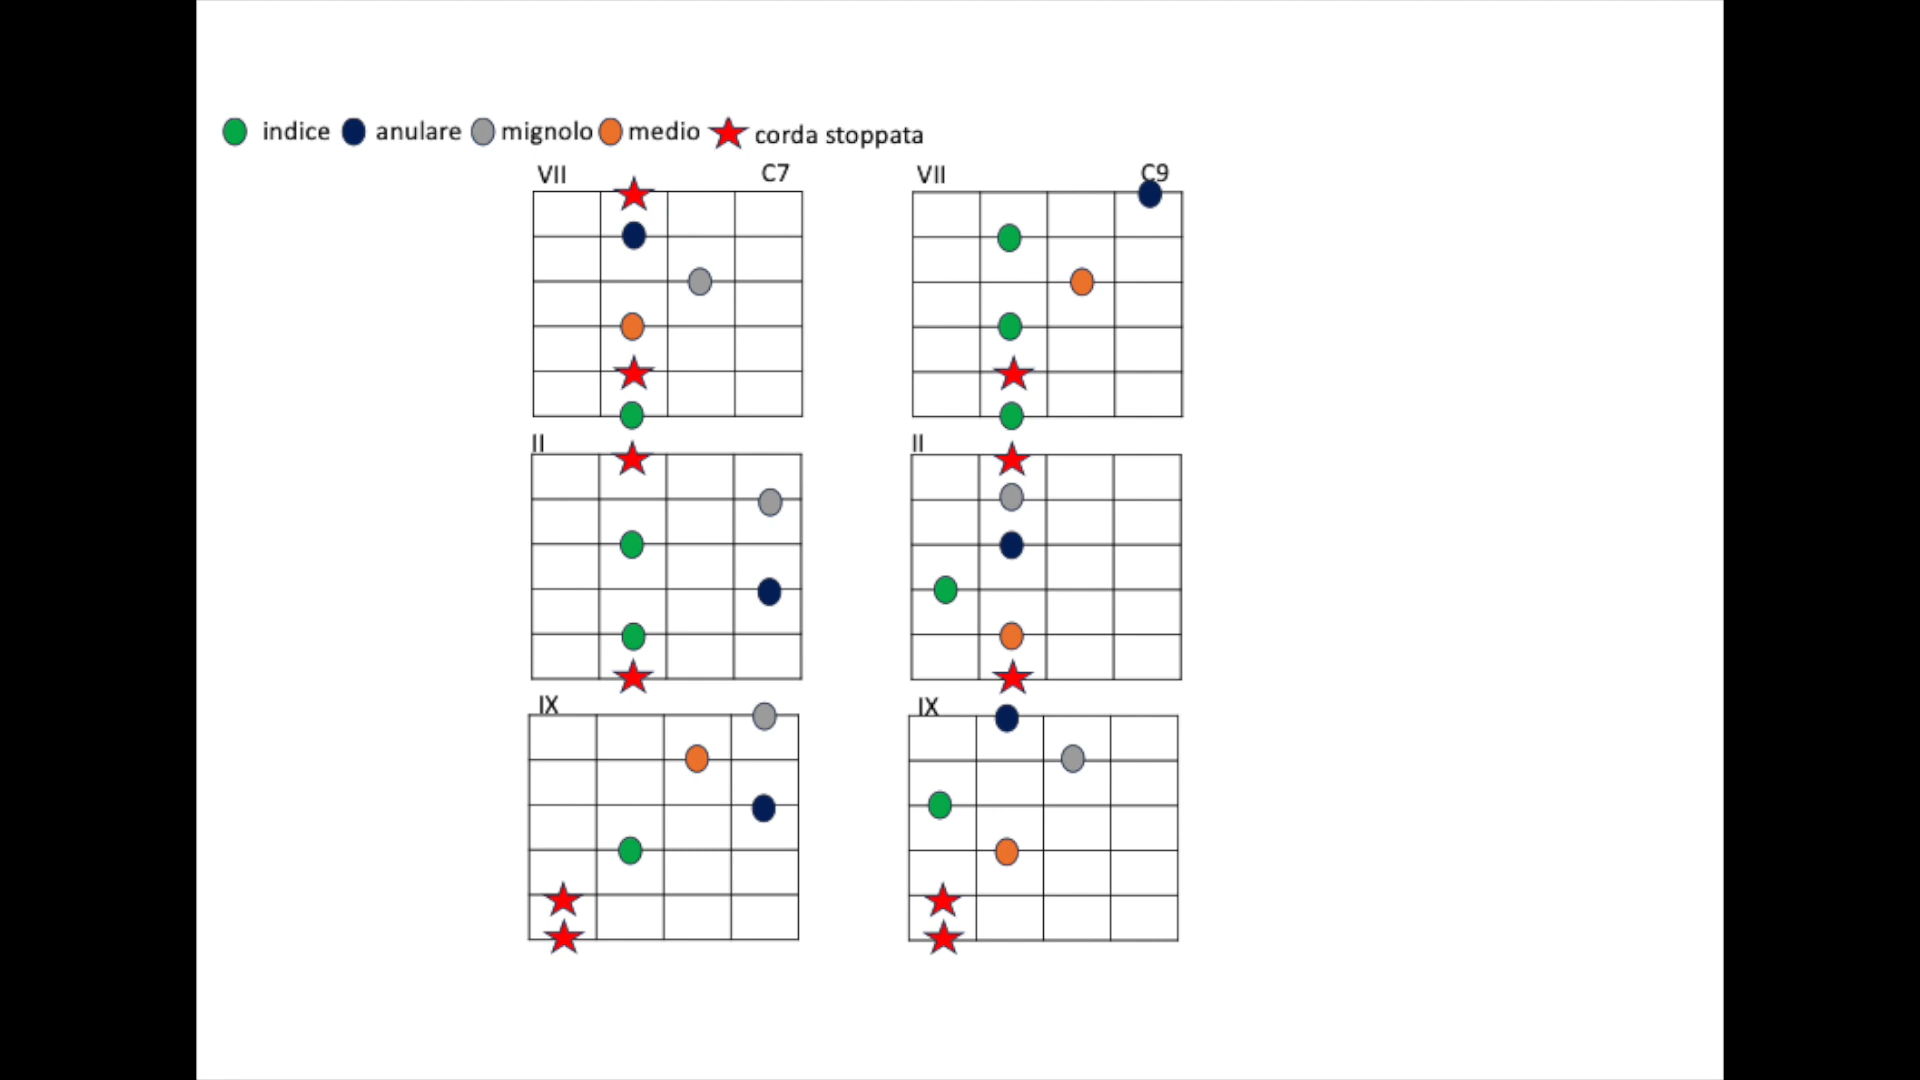 indice anulare mignolo medio corda stoppata
VII C7
VII C9
II
II
IX
IX